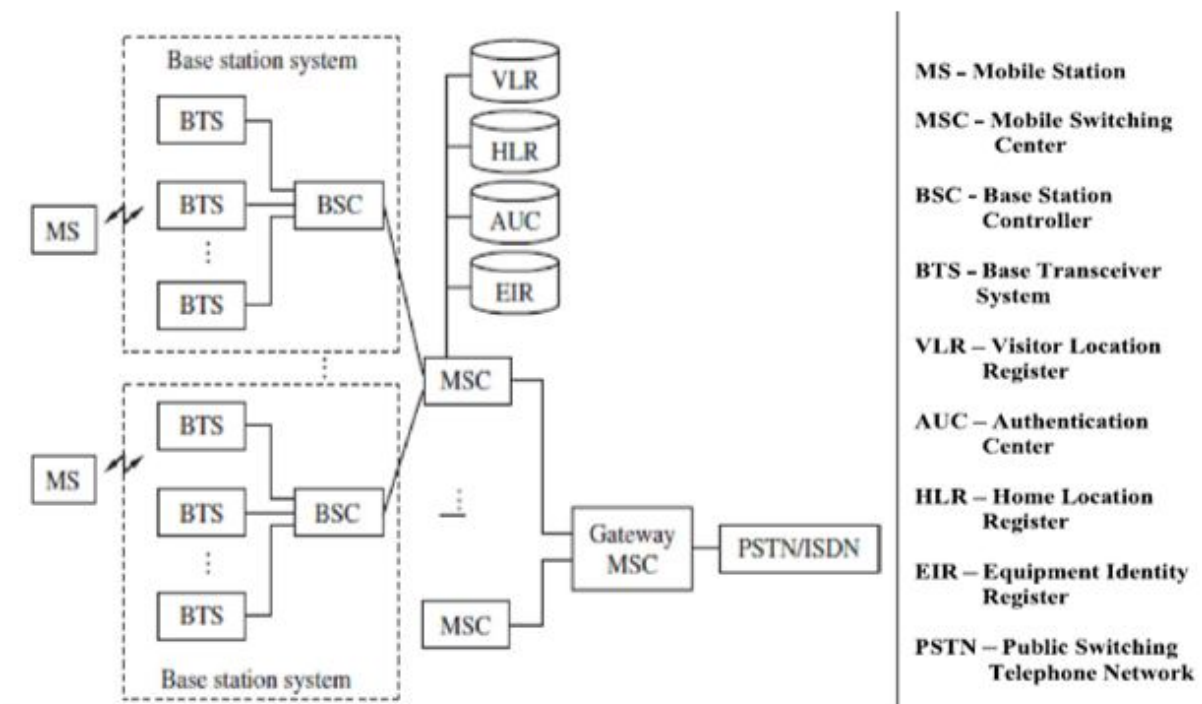 Base station system
BTS
BTS
BTS
BSC
MS
VLR
HLR
AUC
EIR
MSC
BTS
BTS
BTS
BSC
MS
Base station system
MSC
Gateway
MSC
PSTN/ISDN
MS - Mobile Station
MSC – Mobile Switching
Center
BSC - Base Station
Controller
BTS - Base Transceiver
System
VLR – Visitor Location
Register
AUC – Authentication
Center
HLR – Home Location
Register
EIR – Equipment Identity
Register
PSTN – Public Switching
Telephone Network